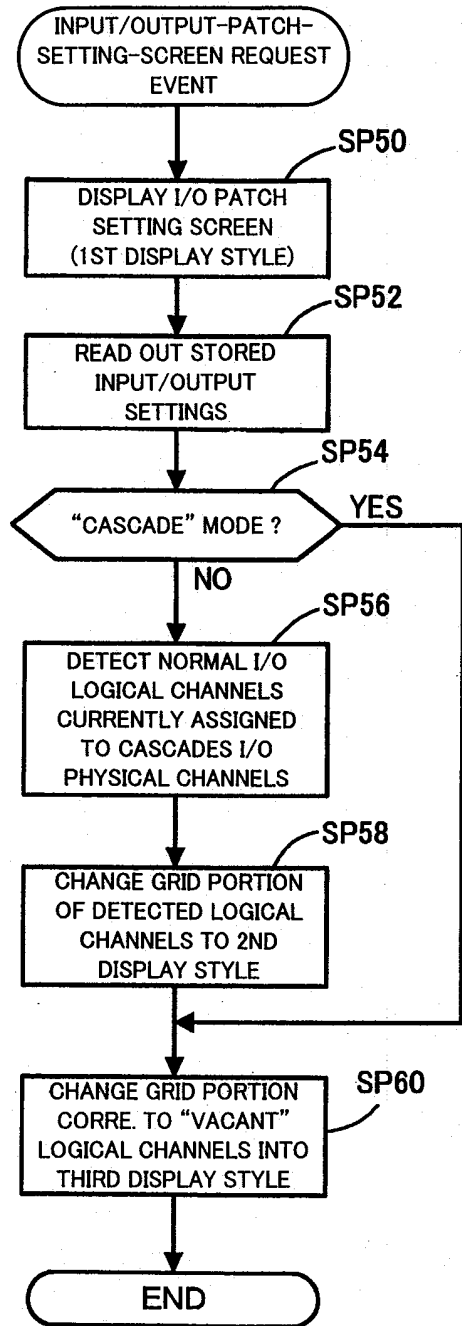 INPUT/OUTPUT-PATCH-
SETTING-SCREEN REQUEST
EVENT
SP50
DISPLAY I/O PATCH
SETTING SCREEN
(1ST DISPLAY STYLE)
SP52
READ OUT STORED
INPUT/OUTPUT
SETTINGS
SP54
“CASCADE” MODE ?
YES
NO
SP56
DETECT NORMAL I/O
LOGICAL CHANNELS
CURRENTLY ASSIGNED
TO CASCADES I/O
PHYSICAL CHANNELS
SP58
CHANGE GRID PORTION
OF DETECTED LOGICAL
CHANNELS TO 2ND
DISPLAY STYLE
SP60
CHANGE GRID PORTION
CORRE. TO “VACANT”
LOGICAL CHANNELS INTO
THIRD DISPLAY STYLE
END